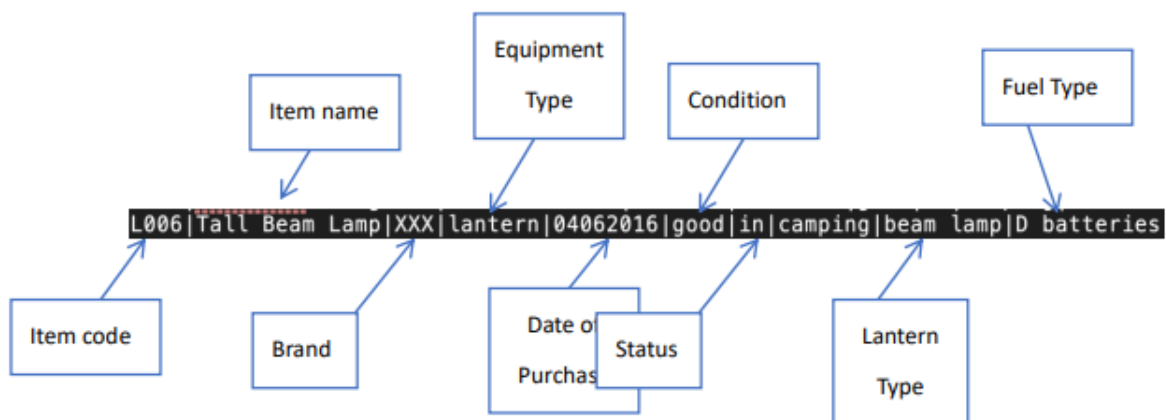 Equipment
Type
Item name
Condition
Fuel Type
L006|Tall Beam Lamp|XXX|lantern|04062016|good|in|camping|beam lamp|D batteries
Item code
Brand
Date of
Purchas
Status
Lantern
Type